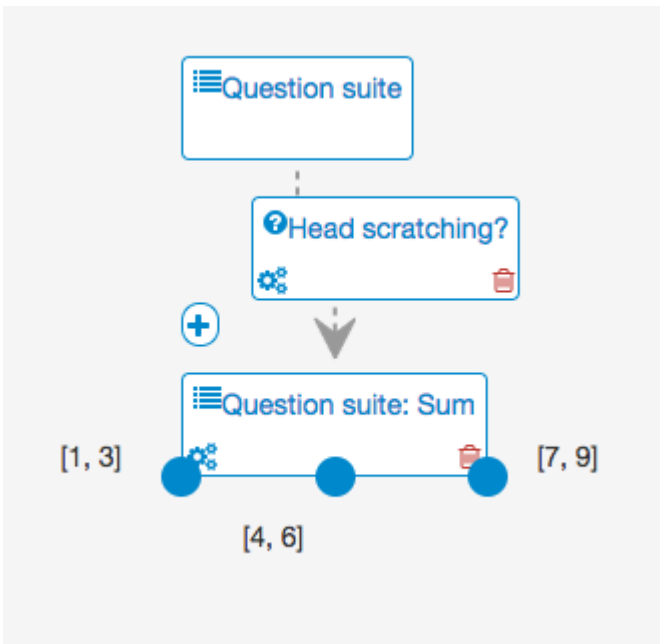 Question suite
Head scratching?
Question suite: Sum
[1, 3]
[7, 9]
[4, 6]